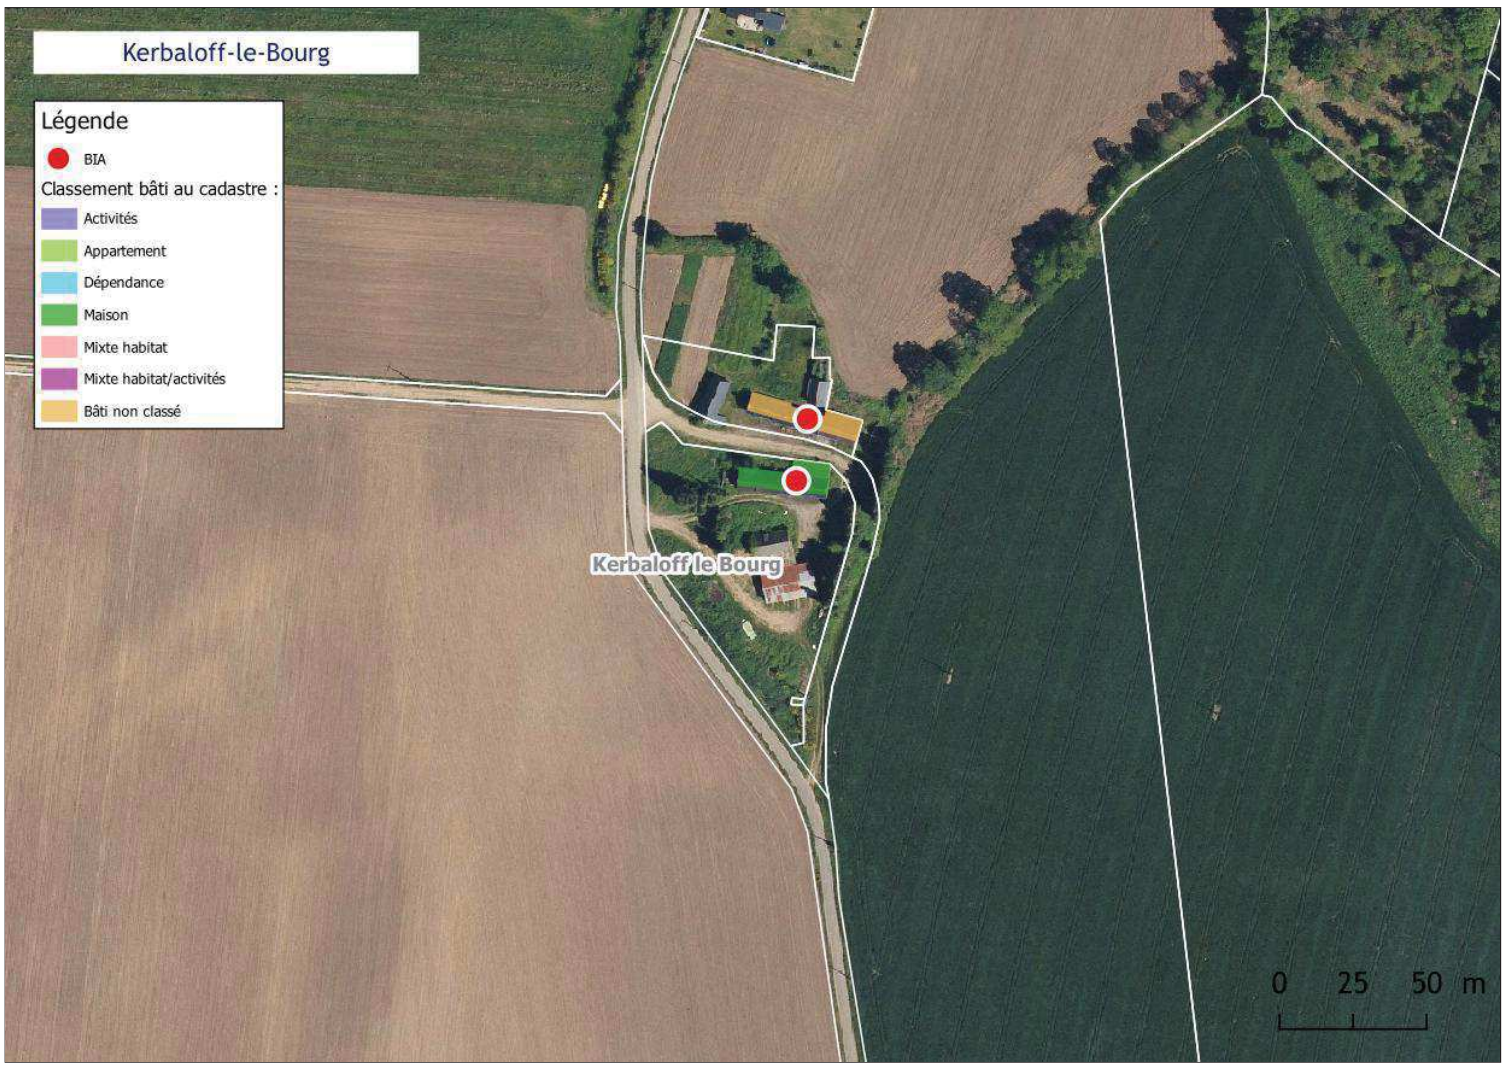 Kerbaloff-le-Bourg
Légende
BIA
Classement bâti au cadastre :
Activités
Appartement
Dépendance
Maison
Mixte habitat
Mixte habitat/activités
Bâti non classé
Kerbaloff le Bourg
0 25 50 m